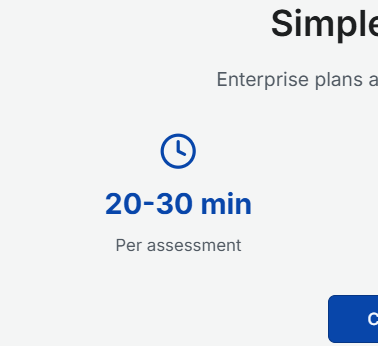 Simple
Enterprise plans a
20-30 min
Per assessment
C